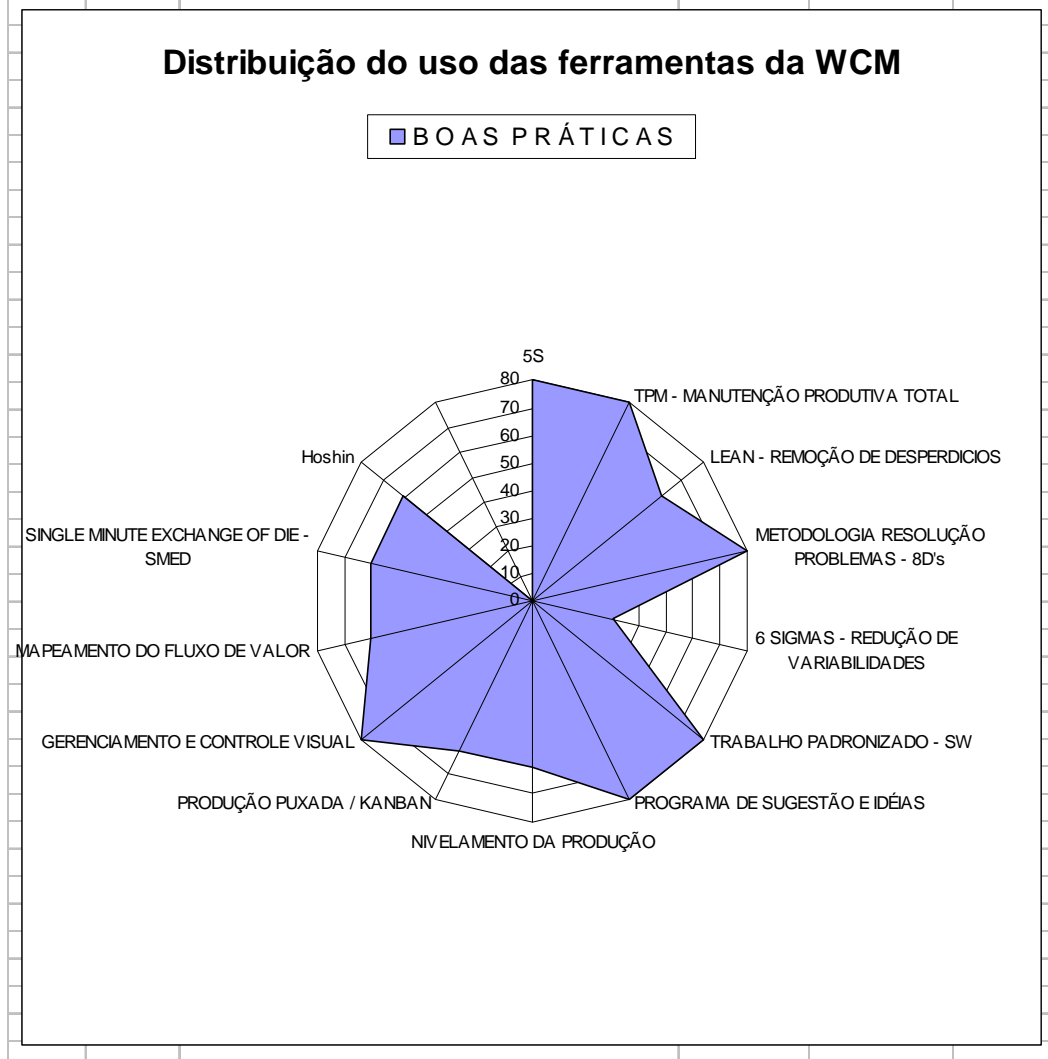 Distribuição do uso das ferramentas da WCM
BOAS PRÁTICAS
5S
80
70
60
50
40
30
20
10
0
TPM - MANUTENÇÃO PRODUTIVA TOTAL
LEAN - REMOÇÃO DE DESPERDICIOS
METODOLOGIA RESOLUÇÃO
PROBLEMAS - 8D's
6 SIGMAS - REDUÇÃO DE
VARIABILIDADES
TRABALHO PADRONIZADO - SW
PROGRAMA DE SUGESTÃO E IDÉIAS
NIVELAMENTO DA PRODUÇÃO
PRODUÇÃO PUXADA / KANBAN
GERENCIAMENTO E CONTROLE VISUAL
MAPEAMENTO DO FLUXO DE VALOR
SINGLE MINUTE EXCHANGE OF DIE -
SMED
Hoshin